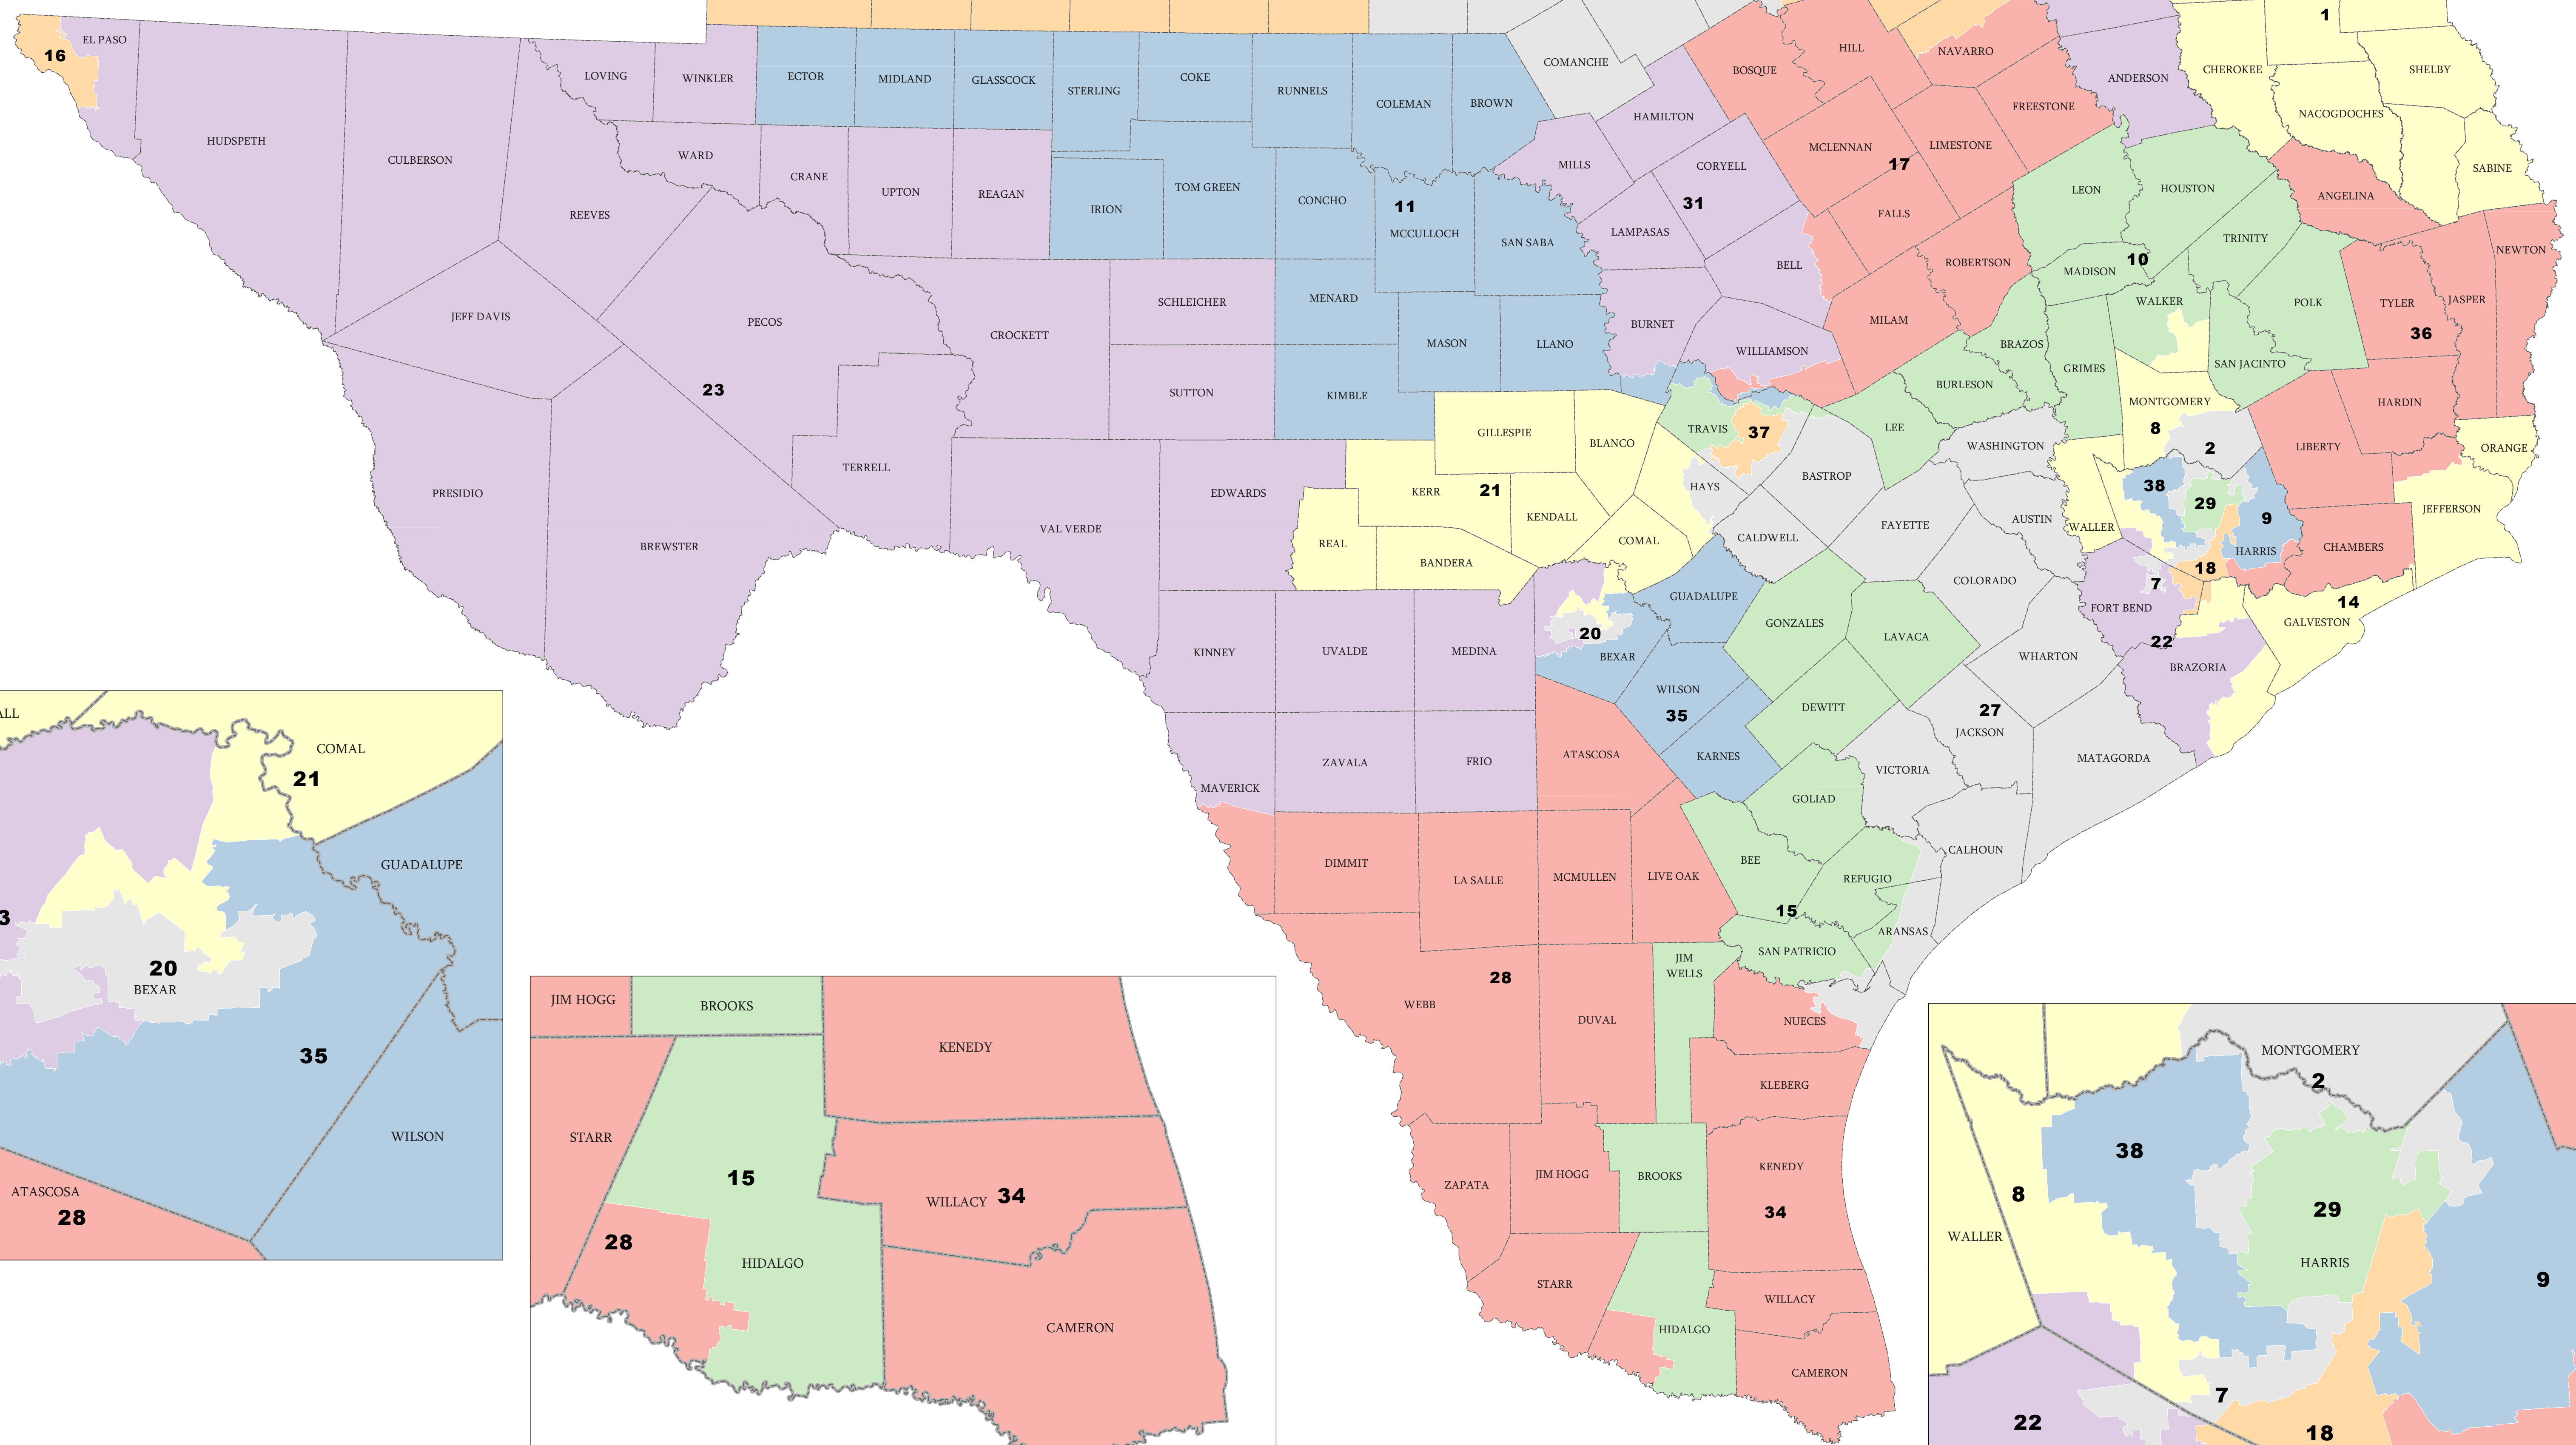 1
16
EL PASO
HUDSPETH
CULBERSON
LOVING
WINKLER
ECTOR
MIDLAND
GLASSCOCK
STERLING
COKE
RUNNELS
COLEMAN
BROWN
COMANCHE
HAMILTON
BOSQUE
HILL
NAVARRO
FREESTONE
ANDERSON
CHEROKEE
NACOGDOCHES
SHELBY
SABINE
REEVES
WARD
CRANE
UPTON
REAGAN
IRION
TOM GREEN
CONCHO
11
MCCULLOCH
SAN SABA
MILLS
CORYELL
31
LAMPASAS
BELL
MCLENNAN
17
LIMESTONE
FALLS
ROBERTSON
LEON
HOUSTON
TRINITY
10
MADISON
ANGELINA
NEWTON
JASPER
TYLER
36
POLK
WALKER
SAN JACINTO
JEFF DAVIS
PECOS
23
CROCKETT
SCHLEICHER
SUTTON
MENARD
KIMBLE
MASON
LLANO
BURNET
WILLIAMSON
MILAM
BRAZOS
BURLESON
GRIMES
MONTGOMERY
8
2
HARDIN
LIBERTY
ORANGE
JEFFERSON
PRESIDIO
BREWSTER
TERRELL
VAL VERDE
EDWARDS
GILLESPIE
BLANCO
KERR
21
KENDALL
REAL
BANDERA
COMAL
TRAVIS
37
HAYS
BASTROP
LEE
WASHINGTON
CALDWELL
FAYETTE
AUSTIN
WALLER
38
29
9
HARRIS
18
7
CHAMBERS
14
GALVESTON
FORT BEND
22
BRAZORIA
COLORADO
WHARTON
KINNEY
UVALDE
MEDINA
20
BEXAR
GUADALUPE
GONZALES
LAVACA
WILSON
35
DEWITT
KARNES
27
JACKSON
MATAGORDA
VICTORIA
CALHOUN
MAVERICK
ZAVALA
FRIO
ATASCOSA
GOLIAD
BEE
REFUGIO
15
ARANSAS
SAN PATRICIO
DIMMIT
LA SALLE
MCMULLEN
LIVE OAK
WEBB
28
DUVAL
JIM
WELLS
NUECES
KLEBERG
ZAPATA
JIM HOGG
BROOKS
KENEDY
34
STARR
HIDALGO
WILLACY
CAMERON
ALL
COMAL
21
GUADALUPE
3
20
BEXAR
35
WILSON
ATASCOSA
28
JIM HOGG
BROOKS
KENEDY
STARR
15
WILLACY 34
28
HIDALGO
CAMERON
MONTGOMERY
2
38
8
WALLER
29
HARRIS
9
7
22
18